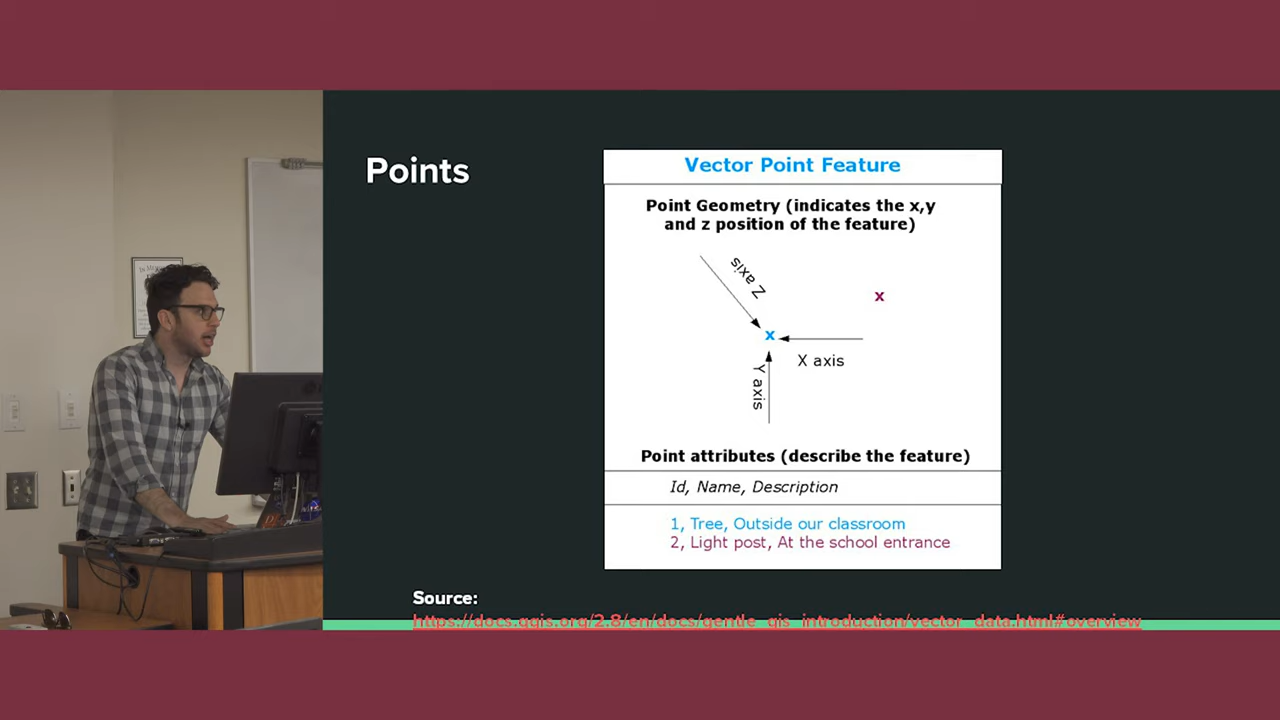 Points
Vector Point Feature
Point Geometry (indicates the x,y
and z position of the feature)
Z axis
x
x
X axis
Y axis
Point attributes (describe the feature)
Id, Name, Description
1, Tree, Outside our classroom
2, Light post, At the school entrance
Source:
https://docs.qgis.org/2.8/en/docs/gentle_gis_introduction/vector_data.html#overview